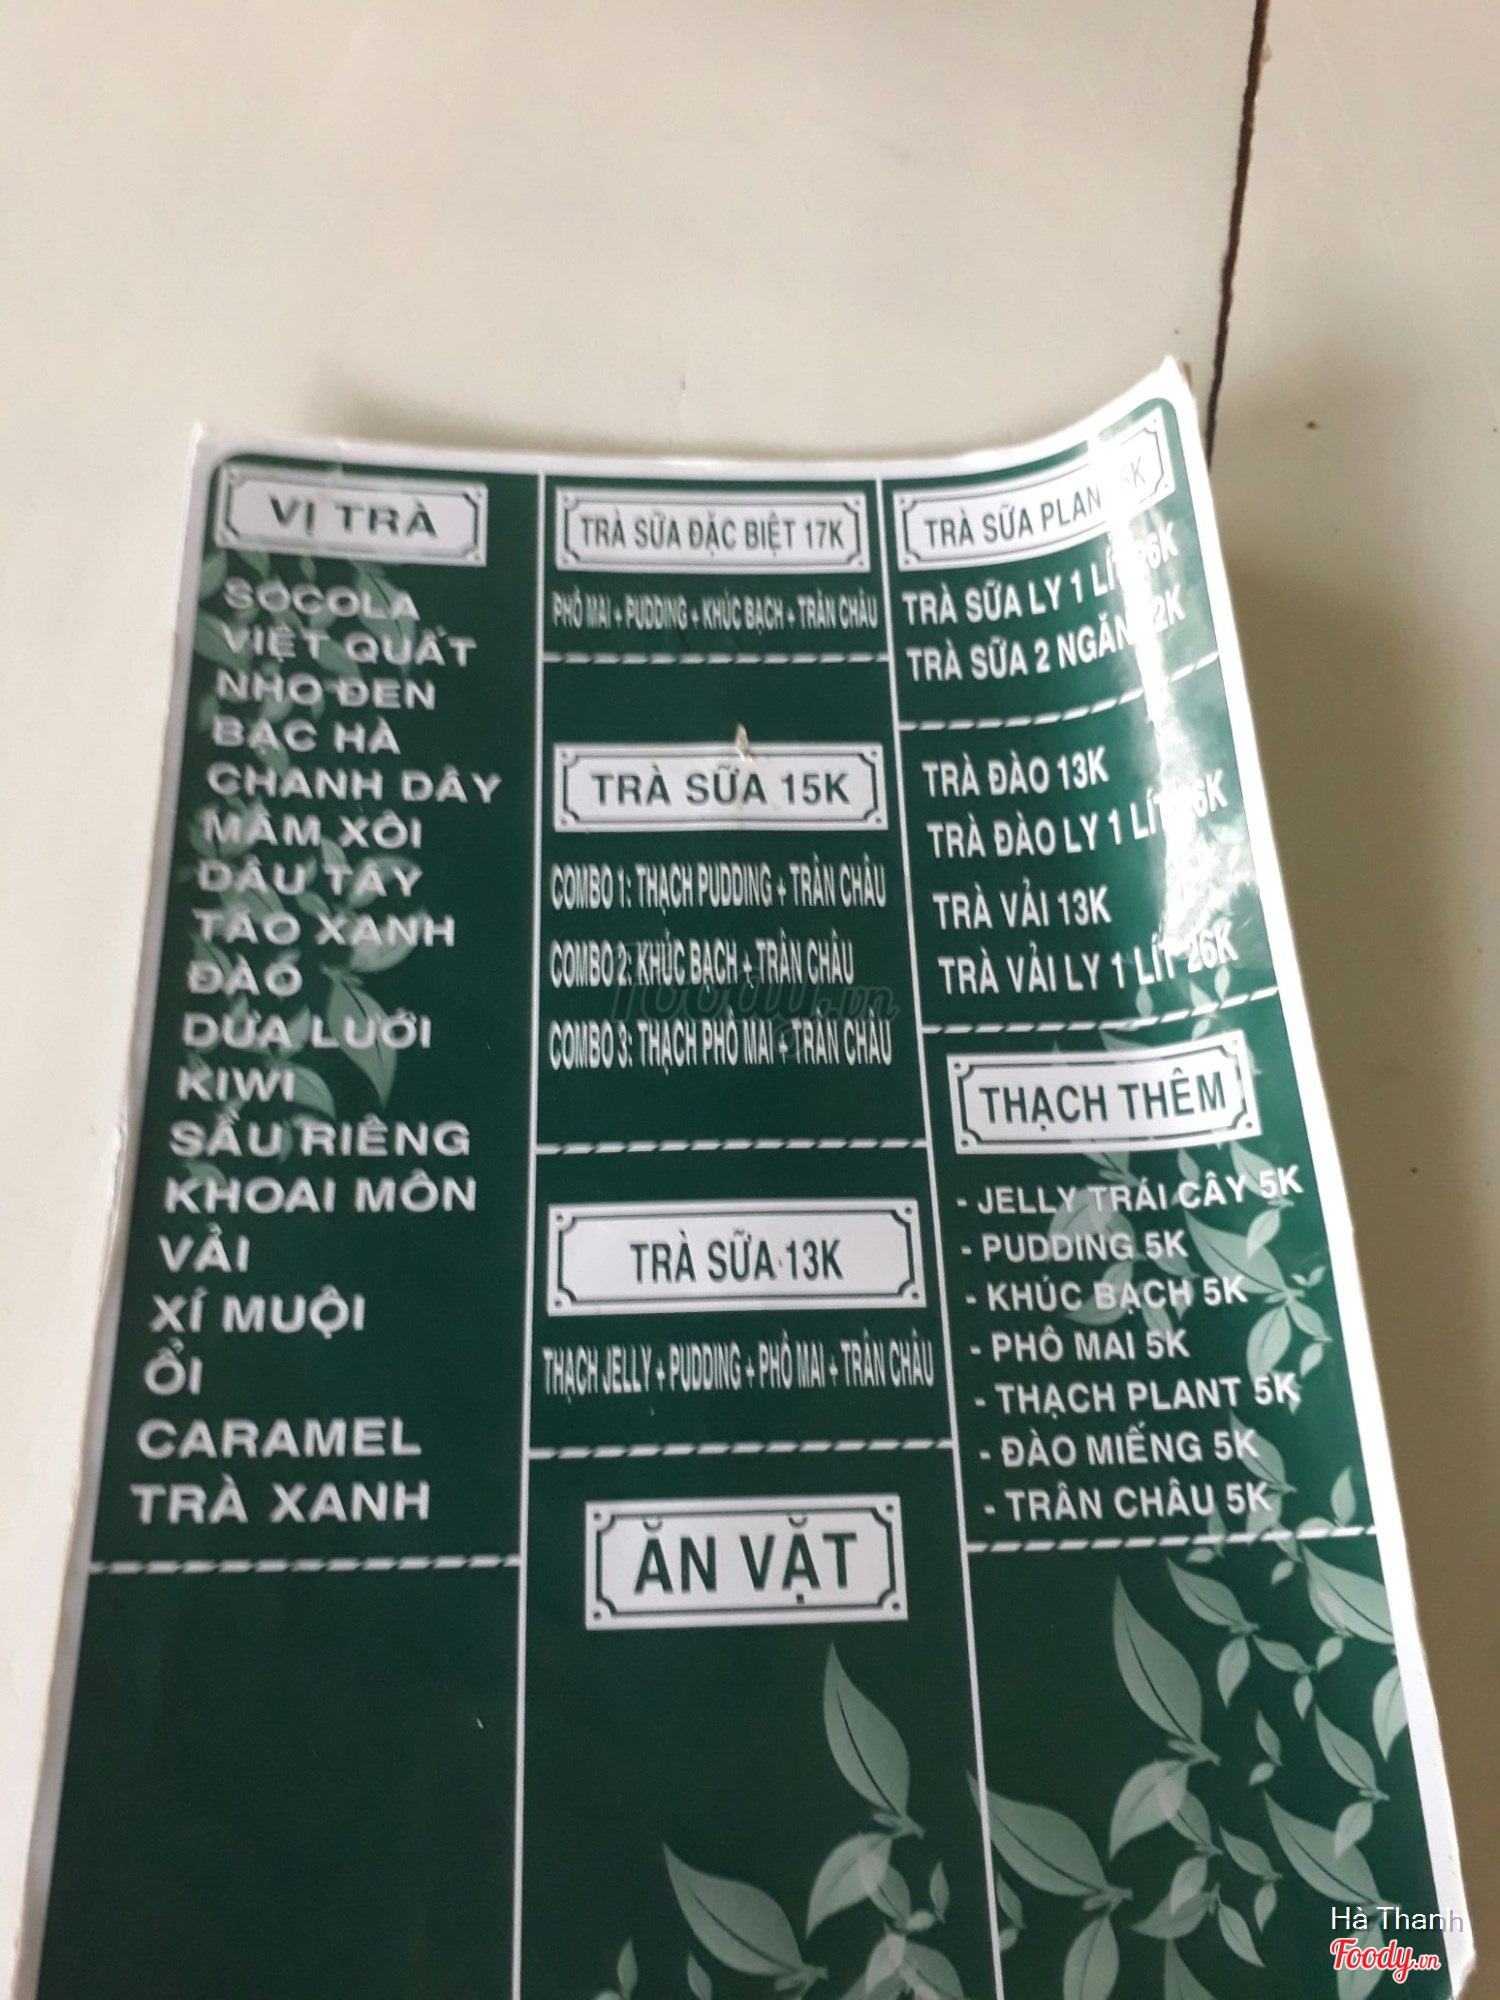 VỊ TRÀ
SÔCÔLA
VIỆT QUẤT
NHO ĐEN
BẠC HÀ
CHANH DÂY
MÂM XÔI
DÂU TÂY
TÁO XANH
ĐÀO
DƯA LƯỚI
KIWI
SẦU RIÊNG
KHOAI MÔN
VẢI
XÍ MUỘI
ỔI
CARAMEL
TRÀ XANH
TRÀ SỮA ĐẶC BIỆT 17K
PHÔ MAI + PUDDING + KHÚC BẠCH + TRÂN CHÂU
TRÀ SỮA 15K
COMBO 1: THẠCH PUDDING + TRÂN CHÂU
COMBO 2: KHÚC BẠCH + TRÂN CHÂU
COMBO 3: THẠCH PHÔ MAI + TRÂN CHÂU
TRÀ SỮA 13K
THẠCH JELLY + PUDDING + PHÔ MAI + TRÂN CHÂU
ĂN VẶT
TRÀ SỮA
TRÀ SỮA LY 1 LÍT
TRÀ SỮA 2 NGĂN
TRÀ ĐÀO 13K
TRÀ ĐÀO LY 1 LÍT
TRÀ VẢI 13K
TRÀ VẢI LY 1 LÍT 26K
THẠCH THÊM
- JELLY TRÁI CÂY 5K
- PUDDING 5K
- KHÚC BẠCH 5K
- PHÔ MAI 5K
- THẠCH PLANT 5K
- ĐÀO MIẾNG 5K
- TRÂN CHÂU 5K
foody.vn
Hà Thanh
Foody.vn